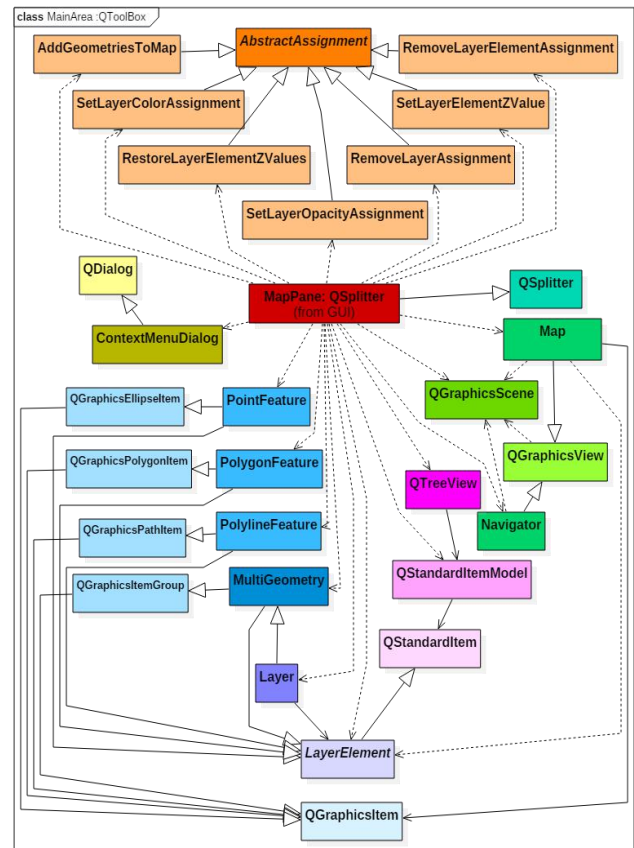 class MainArea :QToolBox
AddGeometriesToMap
AbstractAssignment
RemoveLayerElementAssignment
SetLayerColorAssignment
SetLayerElementZValue
RestoreLayerElementZValues
RemoveLayerAssignment
SetLayerOpacityAssignment
QDialog
MapPane: QSplitter
(from GUI)
QSplitter
ContextMenuDialog
Map
QGraphicsEllipseItem
PointFeature
QGraphicsScene
QGraphicsPolygonItem
PolygonFeature
QGraphicsView
QTreeView
QGraphicsPathItem
PolylineFeature
Navigator
QGraphicsItemGroup
MultiGeometry
QStandardItemModel
QStandardItem
Layer
LayerElement
QGraphicsItem